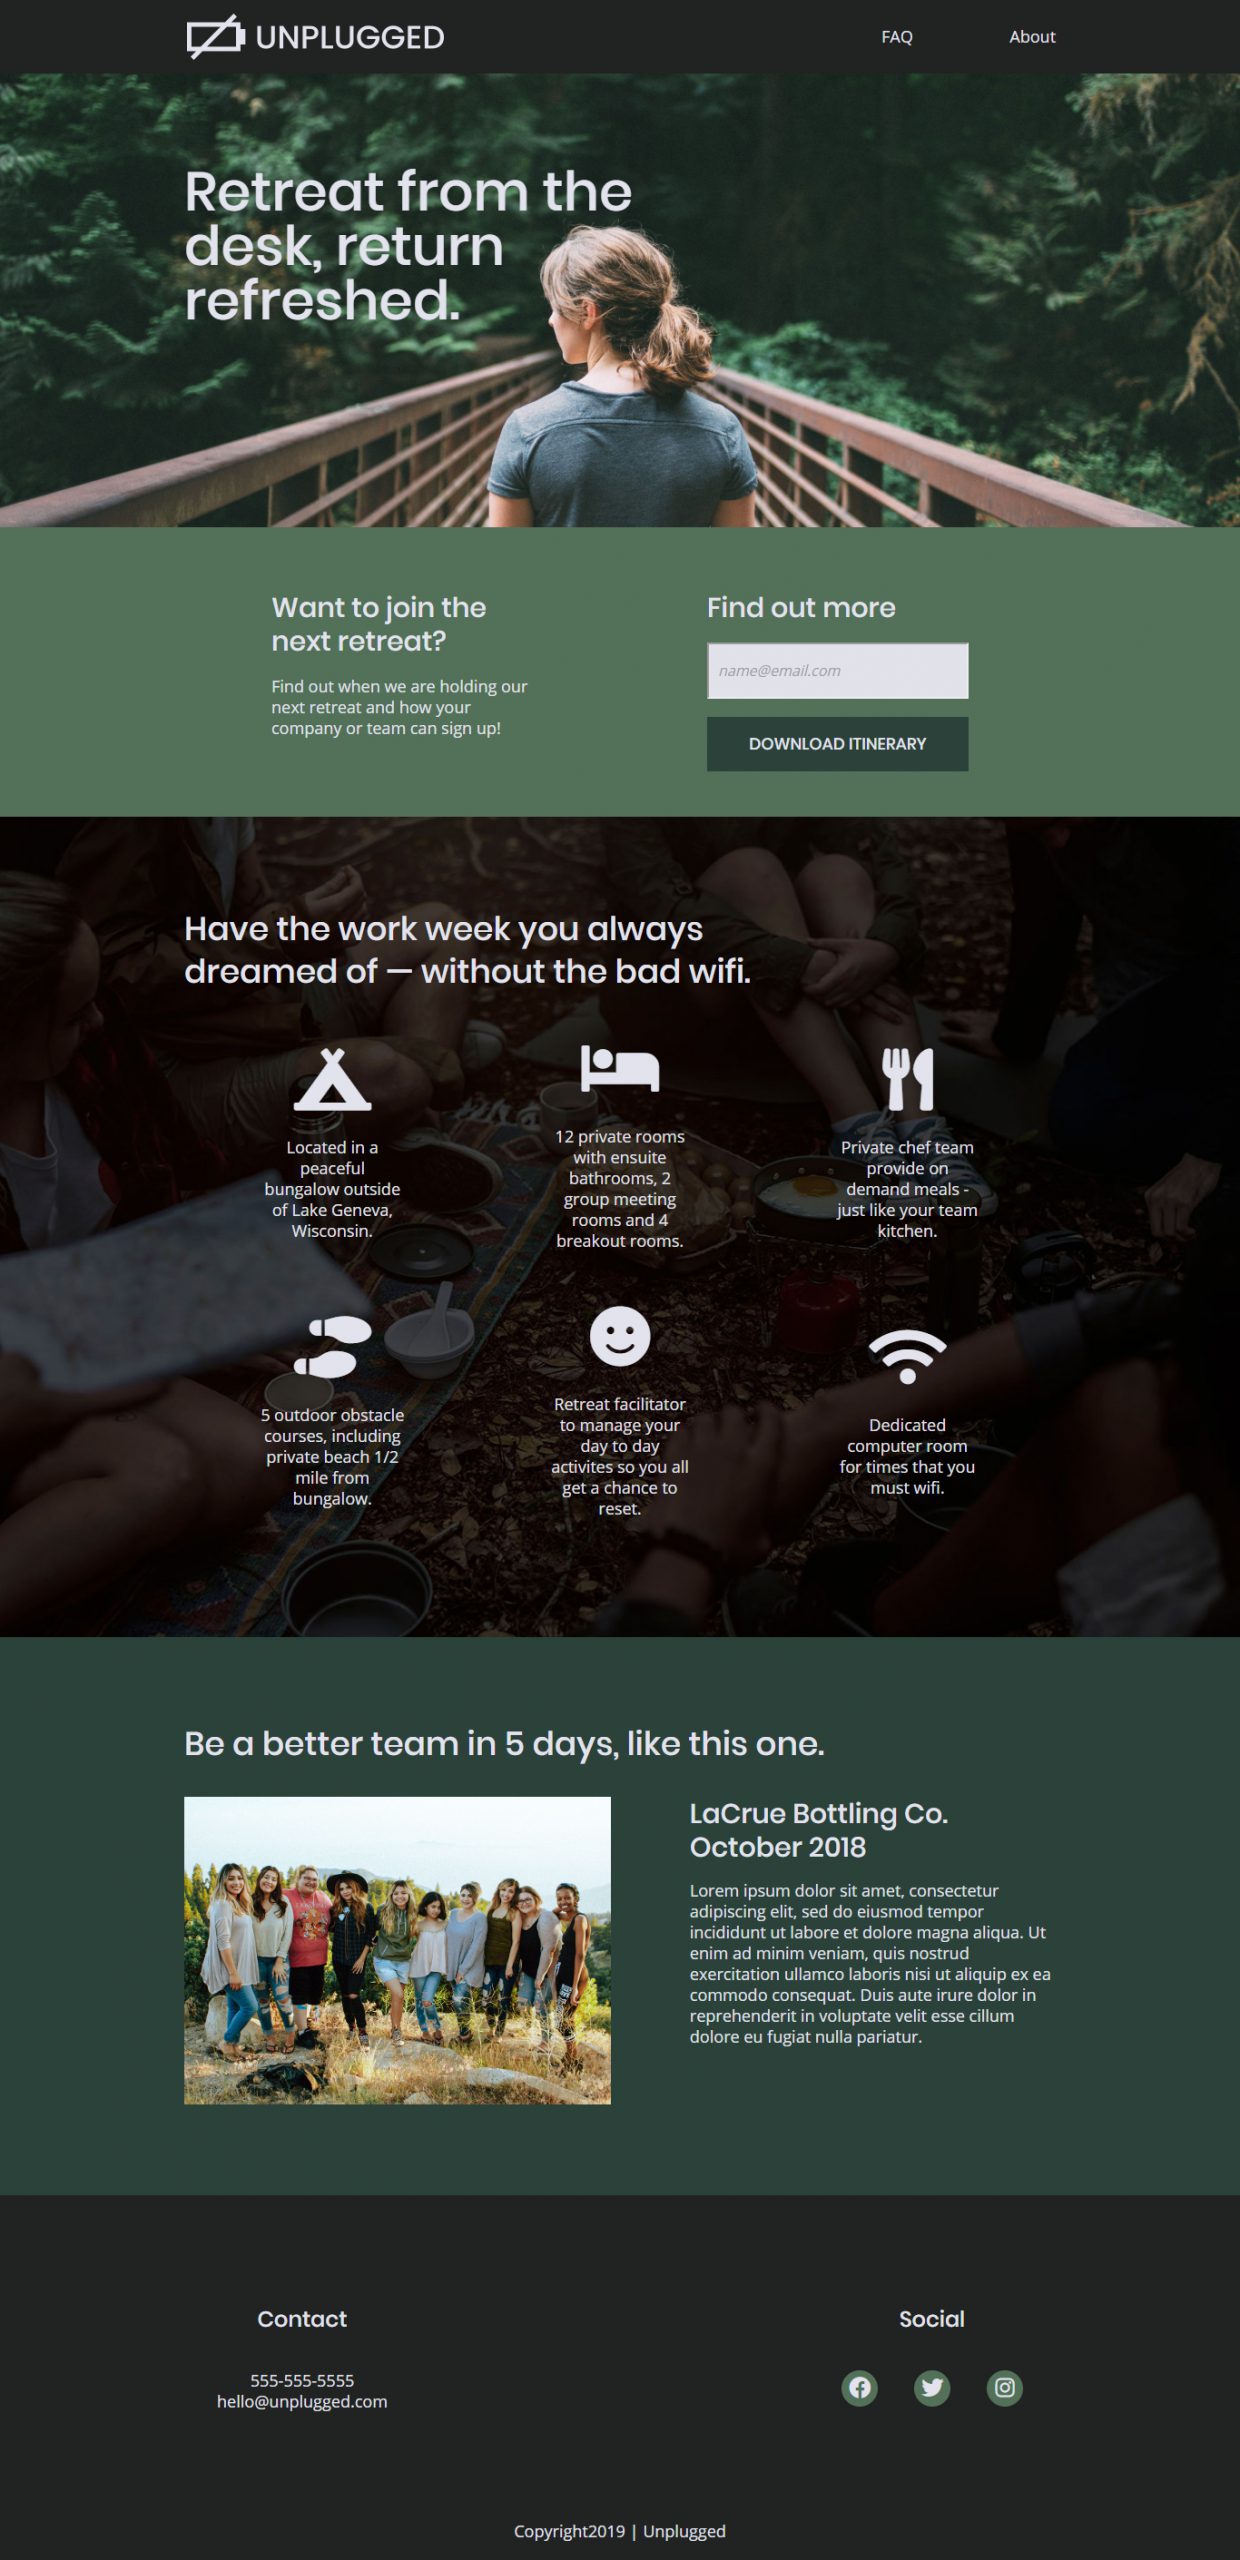 UNPLUGGED
FAQ
About
Retreat from the
desk, return
refreshed.
Want to join the
next retreat?
Find out when we are holding our
next retreat and how your
company or team can sign up!
Find out more
name@email.com
DOWNLOAD ITINERARY
Have the work week you always
dreamed of — without the bad wifi.
Located in a
peaceful
bungalow outside
of Lake Geneva,
Wisconsin.
12 private rooms
with ensuite
bathrooms, 2
group meeting
rooms and 4
breakout rooms.
Private chef team
provide on
demand meals -
just like your team
kitchen.
5 outdoor obstacle
courses, including
private beach 1/2
mile from
bungalow.
Retreat facilitator
to manage your
day to day
activites so you all
get a chance to
reset.
Dedicated
computer room
for times that you
must wifi.
Be a better team in 5 days, like this one.
LaCrue Bottling Co.
October 2018
Lorem ipsum dolor sit amet, consectetur
adipiscing elit, sed do eiusmod tempor
incididunt ut labore et dolore magna aliqua. Ut
enim ad minim veniam, quis nostrud
exercitation ullamco laboris nisi ut aliquip ex ea
commodo consequat. Duis aute irure dolor in
reprehenderit in voluptate velit esse cillum
dolore eu fugiat nulla pariatur.
Contact
555-555-5555
hello@unplugged.com
Social
Copyright2019 | Unplugged